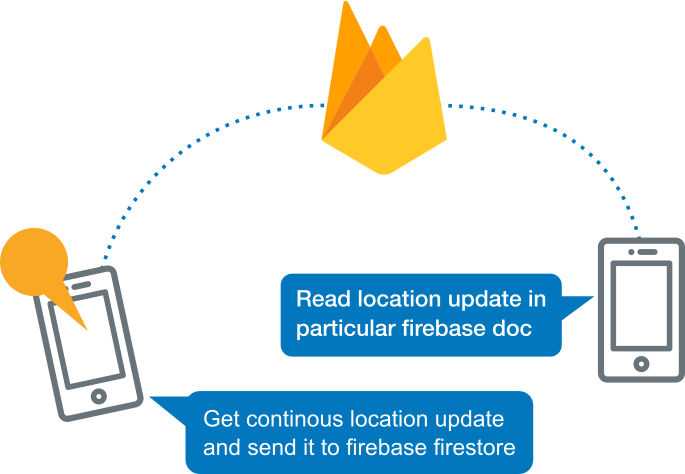 Read location update in
particular firebase doc
Get continous location update
and send it to firebase firestore